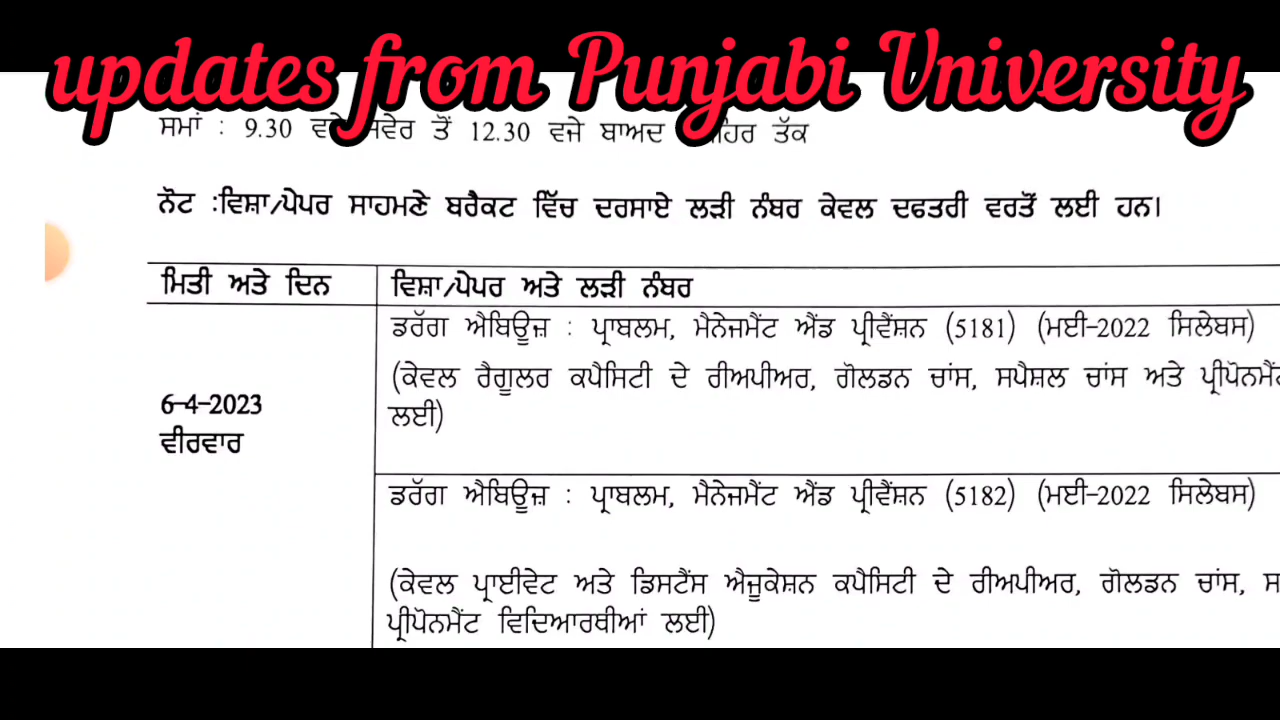 updates from Punjabi University
ਸਮਾਂ : 9.30 ਤੋਂ 12.30 ਵਜੇ ਬਾਅਦ ਤੱਕ
ਨੋਟ :ਵਿਸ਼ਾ/ਪੇਪਰ ਸਾਹਮਣੇ ਬਰੈਕਟ ਵਿੱਚ ਦਰਸਾਏ ਲੜੀ ਨੰਬਰ ਕੇਵਲ ਦਫਤਰੀ ਵਰਤੋਂ ਲਈ ਹਨ।
ਮਿਤੀ ਅਤੇ ਦਿਨ
ਵਿਸ਼ਾ/ਪੇਪਰ ਅਤੇ ਲੜੀ ਨੰਬਰ
6-4-2023
ਵੀਰਵਾਰ
ਡਰੱਗ ਐਬਿਊਜ਼ : ਪ੍ਰਾਬਲਮ, ਮੈਨੇਜਮੈਂਟ ਐਂਡ ਪ੍ਰੀਵੈਂਸ਼ਨ (5181) (ਮਈ-2022 ਸਿਲੇਬਸ)
(ਕੇਵਲ ਰੈਗੂਲਰ ਕਪੈਸਿਟੀ ਦੇ ਰੀਅਪੀਅਰ, ਗੋਲਡਨ ਚਾਂਸ, ਸਪੈਸ਼ਲ ਚਾਂਸ ਅਤੇ
ਲਈ)
ਡਰੱਗ ਐਬਿਊਜ਼ : ਪ੍ਰਾਬਲਮ, ਮੈਨੇਜਮੈਂਟ ਐਂਡ ਪ੍ਰੀਵੈਂਸ਼ਨ (5182) (ਮਈ-2022 ਸਿਲੇਬਸ)
(ਕੇਵਲ ਪ੍ਰਾਈਵੇਟ ਅਤੇ ਡਿਸਟੈਂਸ ਐਜੂਕੇਸ਼ਨ ਕਪੈਸਿਟੀ ਦੇ ਰੀਅਪੀਅਰ, ਗੋਲਡਨ ਚਾਂਸ,
ਪ੍ਰੀਪੋਨਮੈਂਟ ਵਿਦਿਆਰਥੀਆਂ ਲਈ)